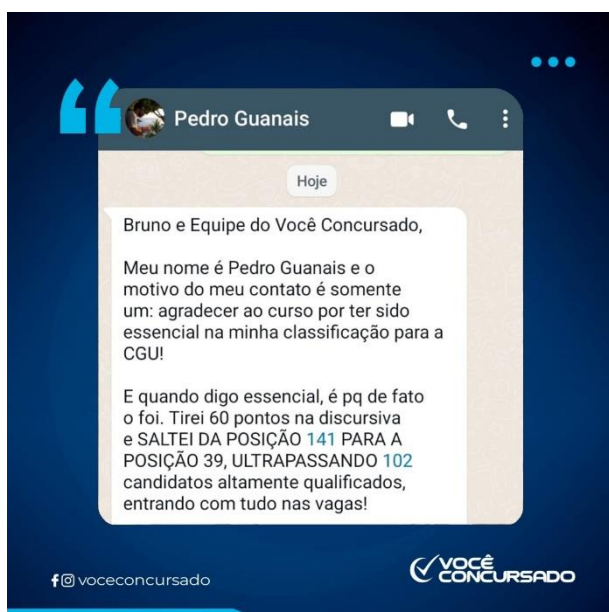 Pedro Guanais
Hoje
Bruno e Equipe do Você Concursado,
Meu nome é Pedro Guanais e o
motivo do meu contato é somente
um: agradecer ao curso por ter sido
essencial na minha classificação para a
CGU!
E quando digo essencial, é pq de fato
o foi. Tirei 60 pontos na discursiva
e SALTEI DA POSIÇÃO 141 PARA A
POSIÇÃO 39, ULTRAPASSANDO 102
candidatos altamente qualificados,
entrando com tudo nas vagas!
voceconcursado
VOCÊ
CONCURSADO